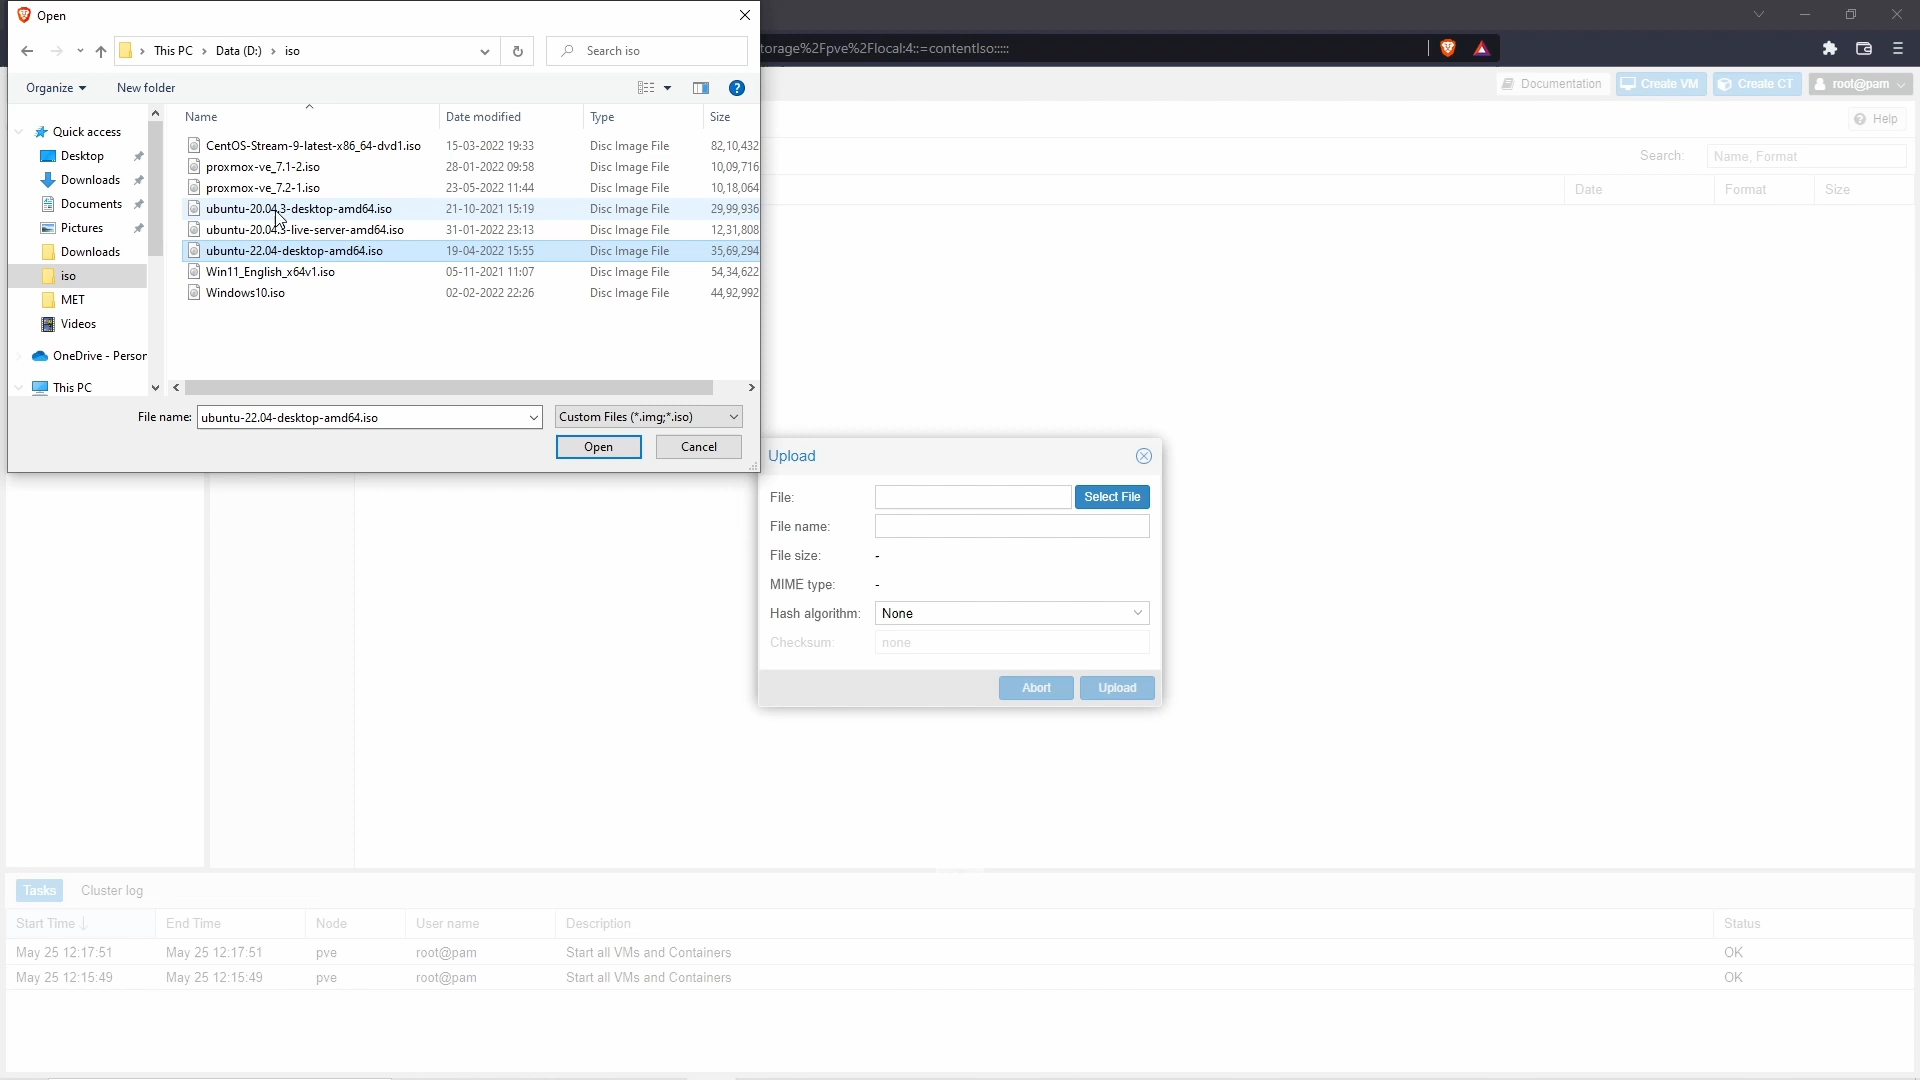 Open
This PC > Data (D:) > iso
Search iso
torage%2Fpve%2Flocal:4::=contentIso:::::
Organize
New folder
Documentation
Create VM
Create CT
root@pam
Help
Search:
Name, Format
Name
Date modified
Type
Size
Date
Format
Size
Quick access
Desktop
Downloads
Documents
Pictures
Downloads
iso
MET
Videos
OneDrive - Person
This PC
CentOS-Stream-9-latest-x86_64-dvd1.iso 15-03-2022 19:33 Disc Image File 82,10,432
proxmox-ve_7.1-2.iso 28-01-2022 09:58 Disc Image File 10,09,716
proxmox-ve_7.2-1.iso 23-05-2022 11:44 Disc Image File 10,18,064
ubuntu-20.04.3-desktop-amd64.iso 21-10-2021 15:19 Disc Image File 29,99,936
ubuntu-20.04.3-live-server-amd64.iso 31-01-2022 23:13 Disc Image File 12,31,808
ubuntu-22.04-desktop-amd64.iso 19-04-2022 15:55 Disc Image File 35,69,294
Win11_English_x64v1.iso 05-11-2021 11:07 Disc Image File 54,34,622
Windows10.iso 02-02-2022 22:26 Disc Image File 44,92,992
File name: ubuntu-22.04-desktop-amd64.iso
Custom Files (*.img;*.iso)
Open
Cancel
Upload
File:
Select File
File name:
File size: -
MIME type: -
Hash algorithm: None
Checksum: none
Abort
Upload
Tasks
Cluster log
Start Time End Time Node User name Description Status
May 25 12:17:51 May 25 12:17:51 pve root@pam Start all VMs and Containers OK
May 25 12:15:49 May 25 12:15:49 pve root@pam Start all VMs and Containers OK